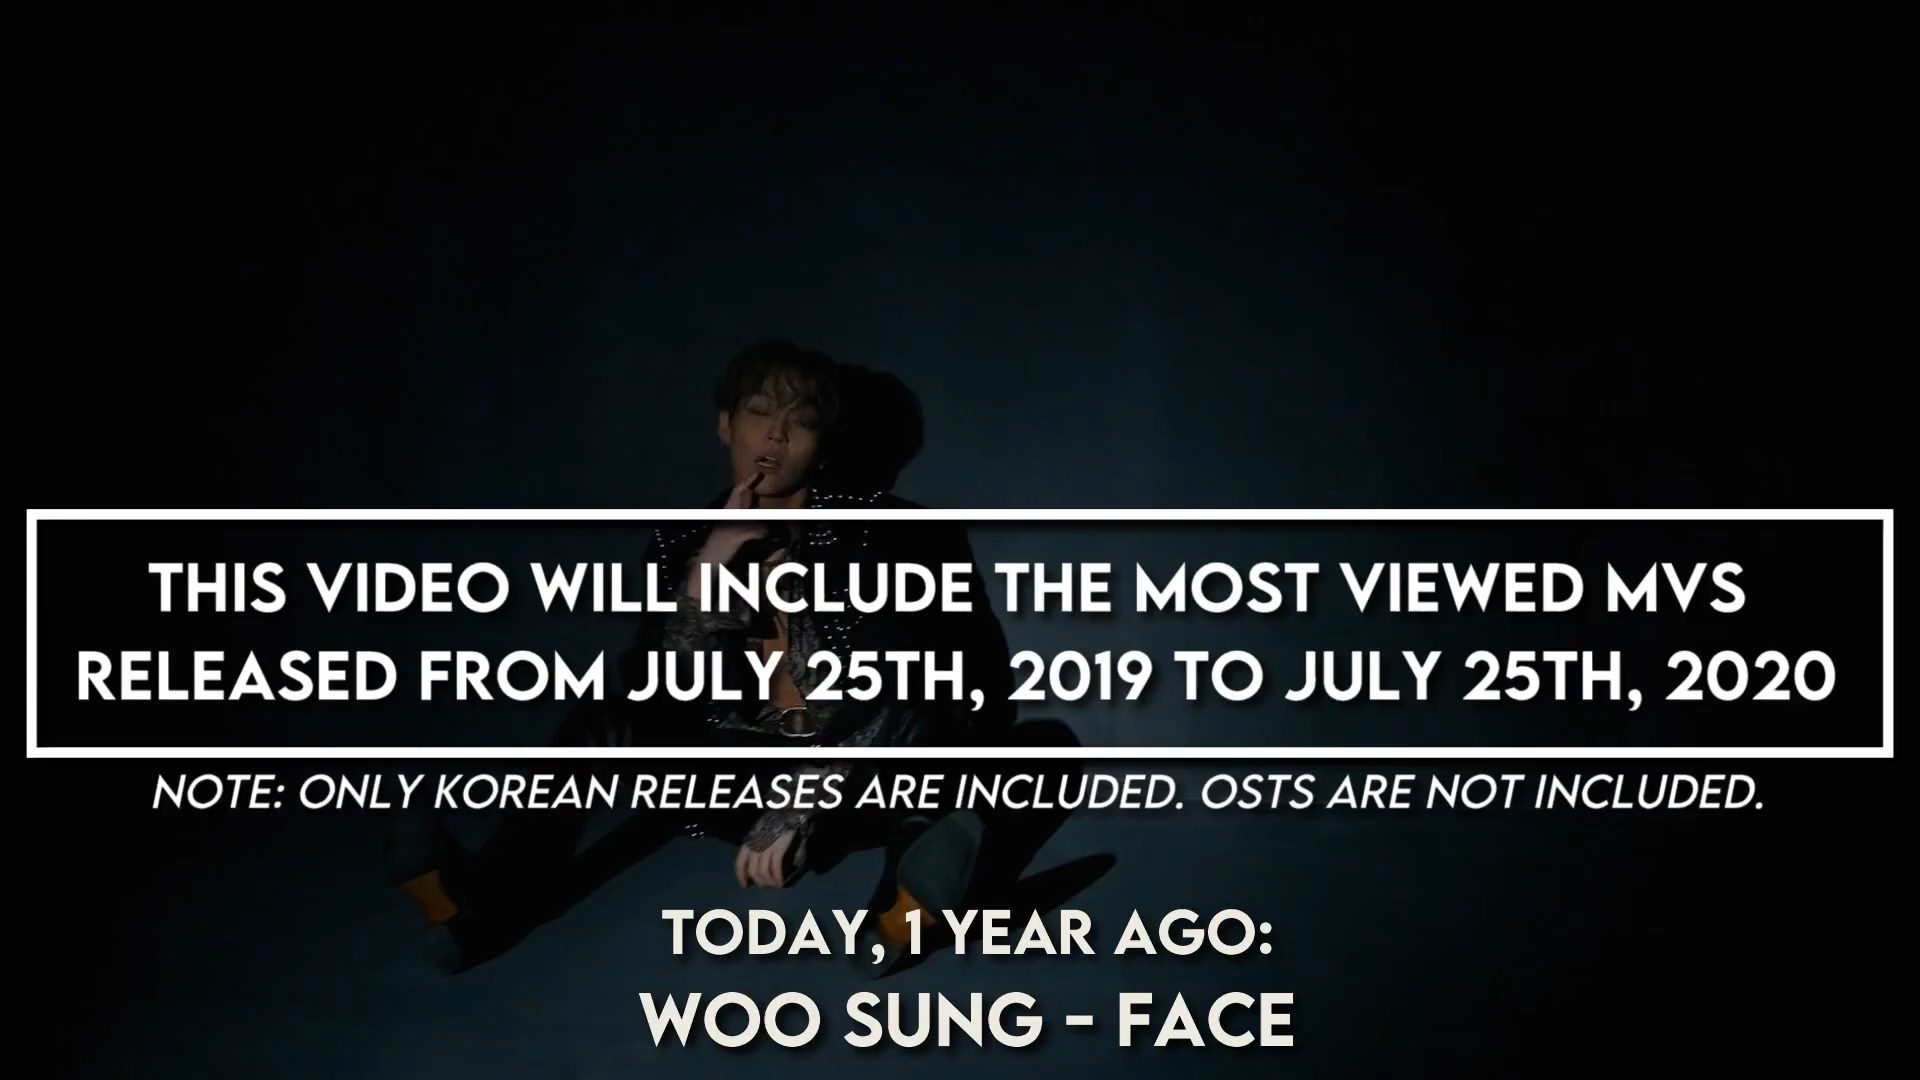 THIS VIDEO WILL INCLUDE THE MOST VIEWED MVS
RELEASED FROM JULY 25TH, 2019 TO JULY 25TH, 2020
NOTE: ONLY KOREAN RELEASES ARE INCLUDED. OSTS ARE NOT INCLUDED.
TODAY, 1 YEAR AGO:
WOO SUNG - FACE